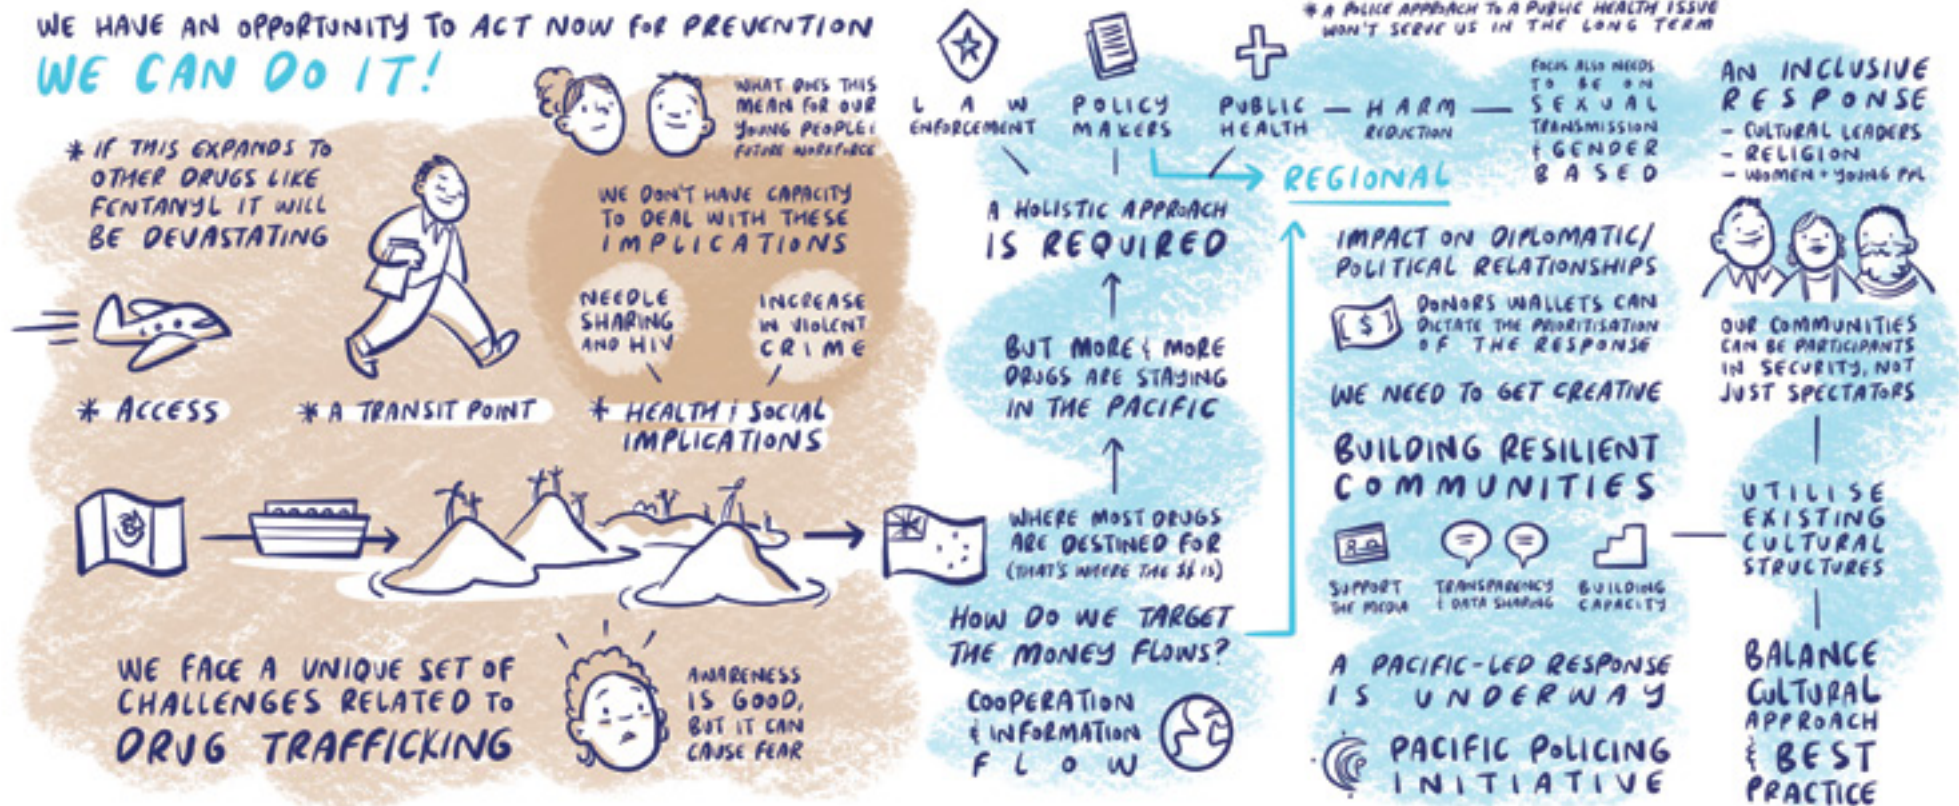 WE HAVE AN OPPORTUNITY TO ACT NOW FOR PREVENTION
WE CAN DO IT!
* IF THIS EXPANDS TO
OTHER DRUGS LIKE
FENTANYL IT WILL
BE DEVASTATING
WHAT DOES THIS
MEAN FOR OUR
YOUNG PEOPLE &
FUTURE WORKFORCE
WE DON'T HAVE CAPACITY
TO DEAL WITH THESE
IMPLICATIONS
NEEDLE
SHARING
AND HIV
INCREASE
IN VIOLENT
CRIME
* ACCESS
* A TRANSIT POINT
* HEALTH & SOCIAL
IMPLICATIONS
WE FACE A UNIQUE SET OF
CHALLENGES RELATED TO
DRUG TRAFFICKING
AWARENESS
IS GOOD,
BUT IT CAN
CAUSE FEAR
LAW
ENFORCEMENT
POLICY
MAKERS
PUBLIC
HEALTH
HARM
REDUCTION
* A POLICE APPROACH TO A PUBLIC HEALTH ISSUE
WON'T SERVE US IN THE LONG TERM
FOCUS ALSO NEEDS
TO BE ON
SEXUAL
TRANSMISSION
& GENDER
BASED
REGIONAL
A HOLISTIC APPROACH
IS REQUIRED
BUT MORE & MORE
DRUGS ARE STAYING
IN THE PACIFIC
WHERE MOST DRUGS
ARE DESTINED FOR
(THAT'S WHERE THE $$ IS)
HOW DO WE TARGET
THE MONEY FLOWS?
COOPERATION
& INFORMATION
FLOW
IMPACT ON DIPLOMATIC/
POLITICAL RELATIONSHIPS
$
DONORS WALLETS CAN
DICTATE THE PRIORITISATION
OF THE RESPONSE
WE NEED TO GET CREATIVE
BUILDING RESILIENT
COMMUNITIES
SUPPORT
THE MEDIA
TRANSPARENCY
& DATA SHARING
BUILDING
CAPACITY
A PACIFIC-LED RESPONSE
IS UNDERWAY
PACIFIC POLICING
INITIATIVE
AN INCLUSIVE
RESPONSE
- CULTURAL LEADERS
- RELIGION
- WOMEN + YOUNG PPL
OUR COMMUNITIES
CAN BE PARTICIPANTS
IN SECURITY, NOT
JUST SPECTATORS
UTILISE
EXISTING
CULTURAL
STRUCTURES
BALANCE
CULTURAL
APPROACH
& BEST
PRACTICE